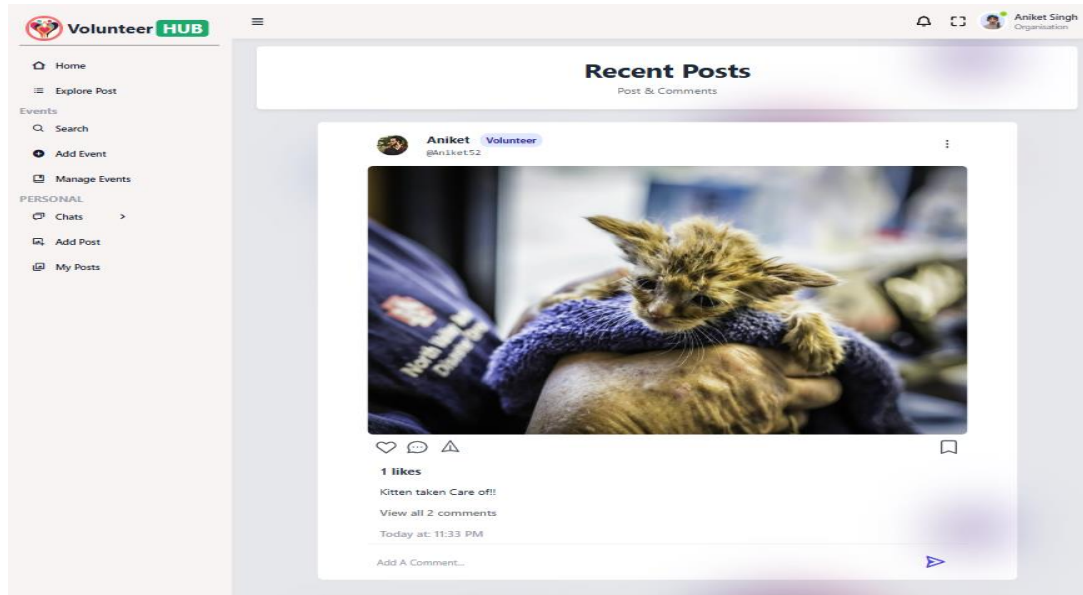 Volunteer HUB
Aniket Singh
Organisation
Home
Explore Post
Events
Search
Add Event
Manage Events
PERSONAL
Chats >
Add Post
My Posts
Recent Posts
Post & Comments
Aniket Volunteer
@Aniket52
North
Disaster
1 likes
Kitten taken Care of!!
View all 2 comments
Today at: 11:33 PM
Add A Comment...